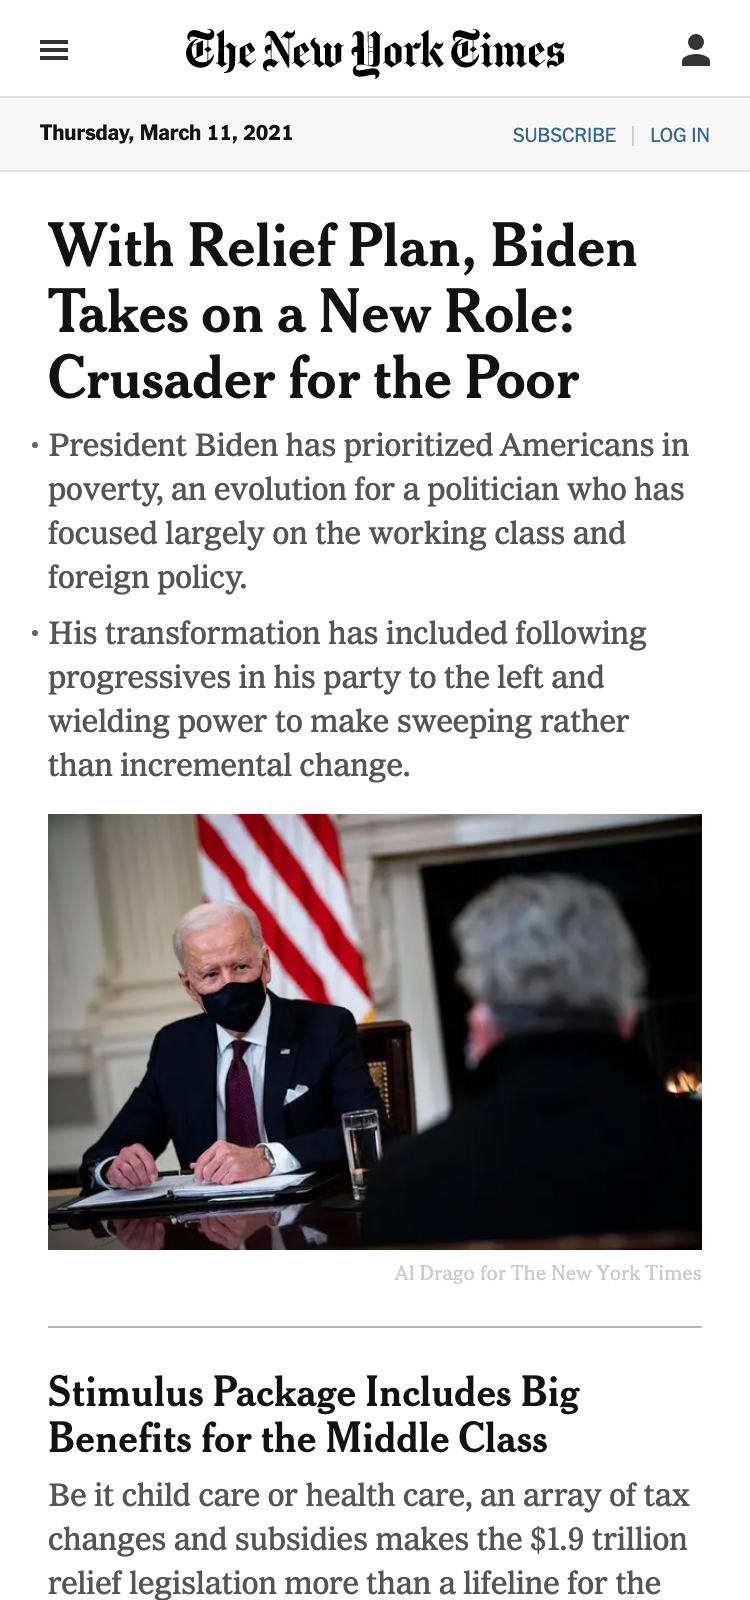 The New York Times
Thursday, March 11, 2021
SUBSCRIBE | LOG IN
With Relief Plan, Biden
Takes on a New Role:
Crusader for the Poor
• President Biden has prioritized Americans in
poverty, an evolution for a politician who has
focused largely on the working class and
foreign policy.
• His transformation has included following
progressives in his party to the left and
wielding power to make sweeping rather
than incremental change.
Al Drago for The New York Times
Stimulus Package Includes Big
Benefits for the Middle Class
Be it child care or health care, an array of tax
changes and subsidies makes the $1.9 trillion
relief legislation more than a lifeline for the